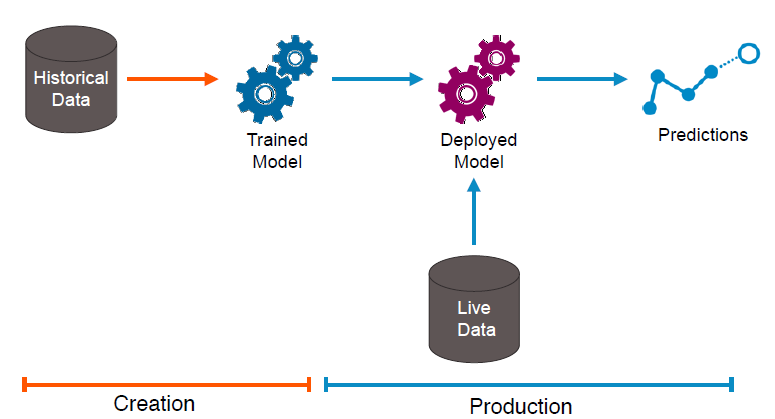 Historical
Data
Trained
Model
Deployed
Model
Predictions
Live
Data
Creation
Production